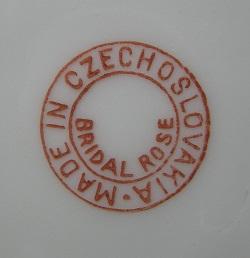 MADE IN CZECHOSLOVAKIA·
BRIDAL ROSE